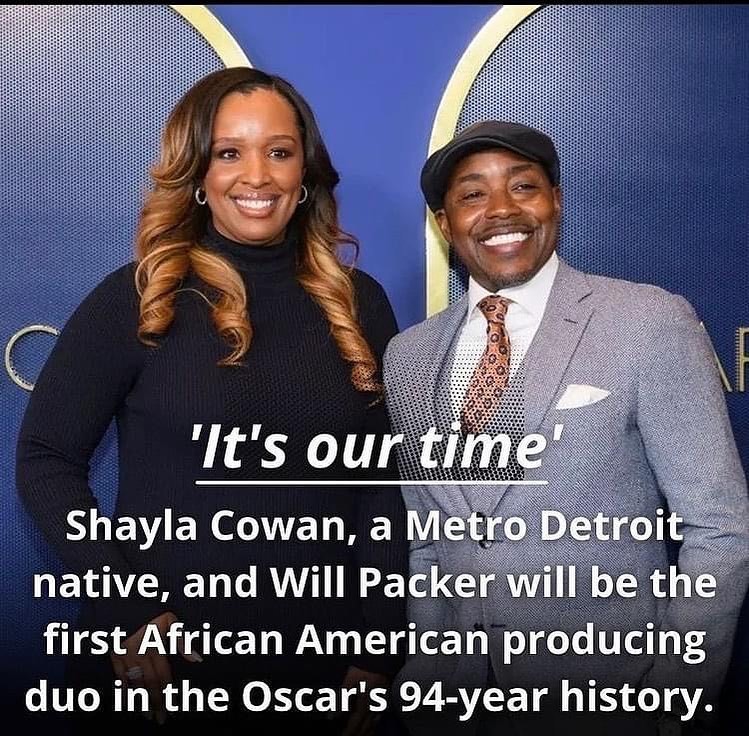 'It's our time'
Shayla Cowan, a Metro Detroit
native, and Will Packer will be the
first African American producing
duo in the Oscar's 94-year history.